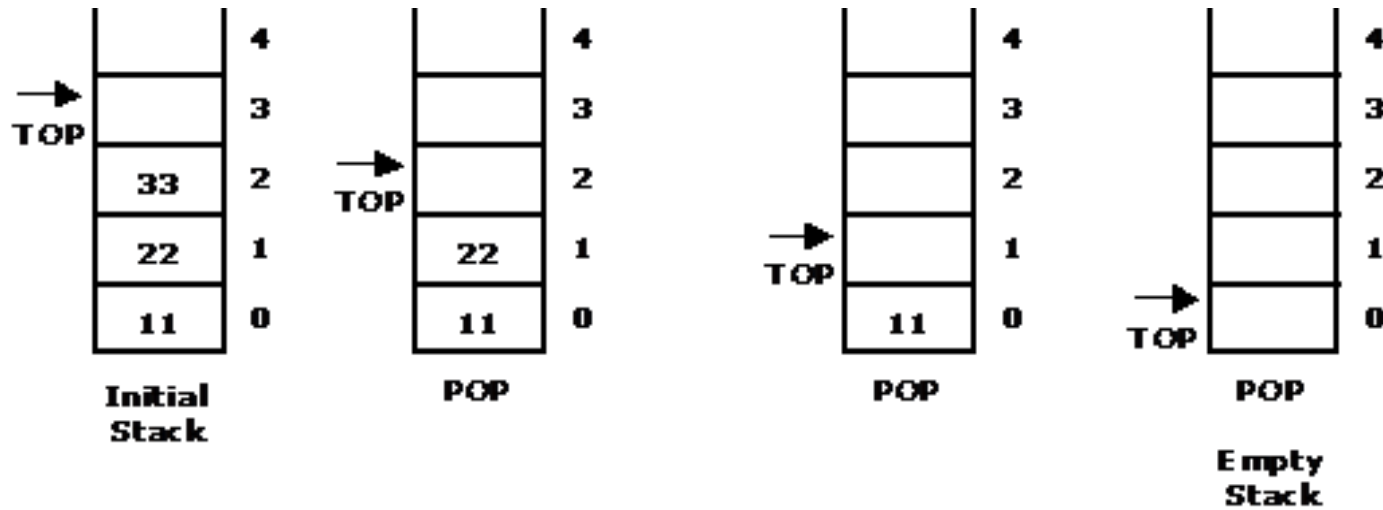 4 4 4 4
3 3 3 3
TOP
33 2 2 2 2
TOP
22 1 22 1 1 1
TOP
11 0 11 0 11 0 0
TOP
Initial POP POP POP
Stack
Empty
Stack